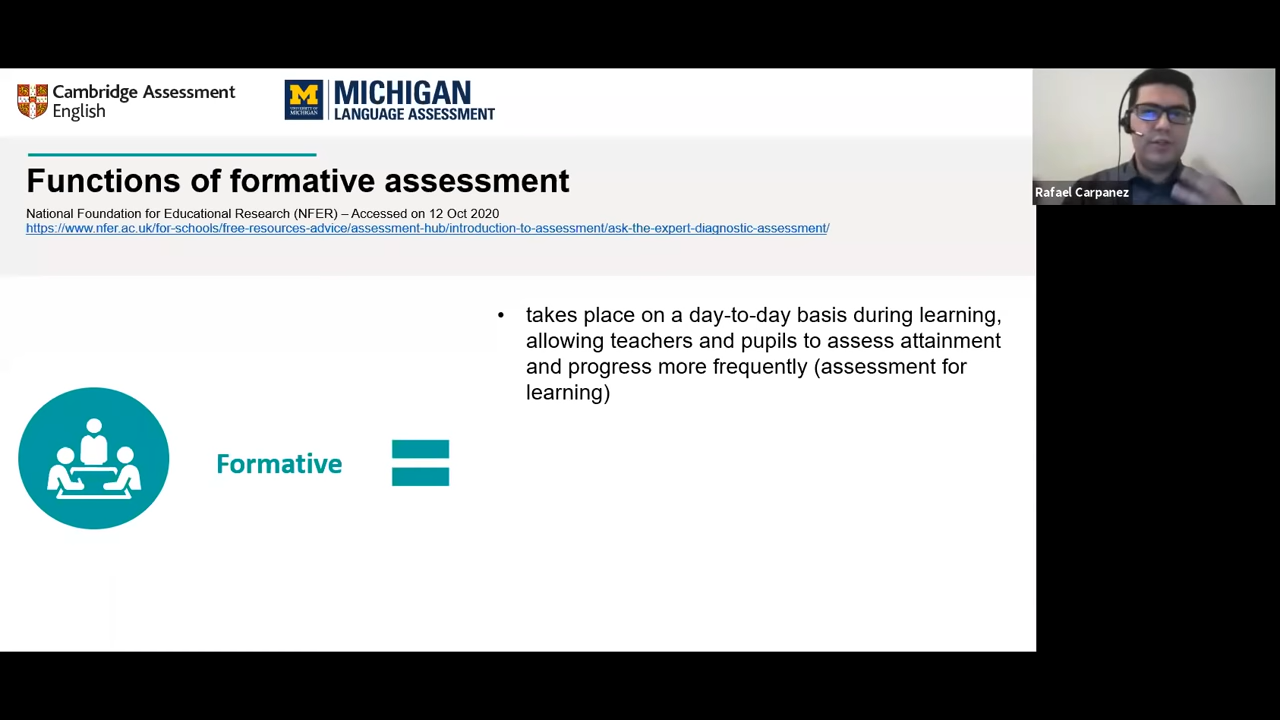 Cambridge Assessment
English
M
UNIVERSITY OF
MICHIGAN
MICHIGAN
LANGUAGE ASSESSMENT
Rafael Carpanez
Functions of formative assessment
National Foundation for Educational Research (NFER) – Accessed on 12 Oct 2020
https://www.nfer.ac.uk/for-schools/free-resources-advice/assessment-hub/introduction-to-assessment/ask-the-expert-diagnostic-assessment/
• takes place on a day-to-day basis during learning,
allowing teachers and pupils to assess attainment
and progress more frequently (assessment for
learning)
Formative